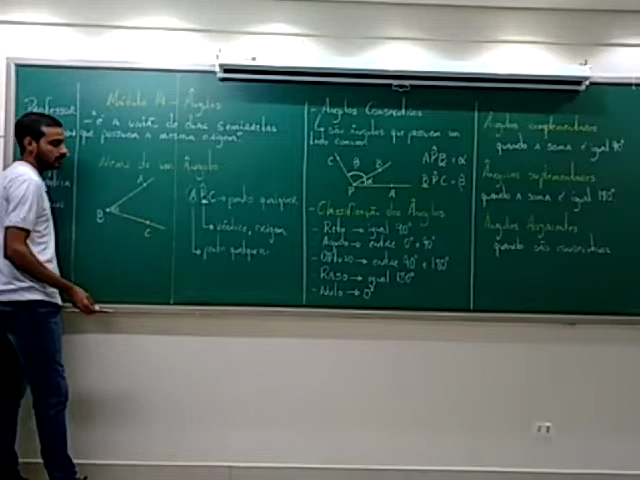 Professor
Módulo 14 - Ângulos
- É a união de duas semirretas
que possuem a mesma origem.
Nome de um Ângulo
A
B
C
AB̂C → ponto qualquer
vértice, origem
ponto qualquer
- Ângulos Consecutivos
são ângulos que possuem um
lado comum
C
B
B
α
P
A
AP̂B = α
BP̂C = β
- Classificação dos Ângulos
- Reto → igual 90°
Agudo → entre 0° e 90°
- Obtuso → entre 90° e 180°
- Raso → igual 180°
- Nulo → 0°
Ângulos complementares
quando a soma é igual 90°
Ângulos suplementares
quando a soma é igual 180°.
Ângulos Adjacentes
quando são consecutivos